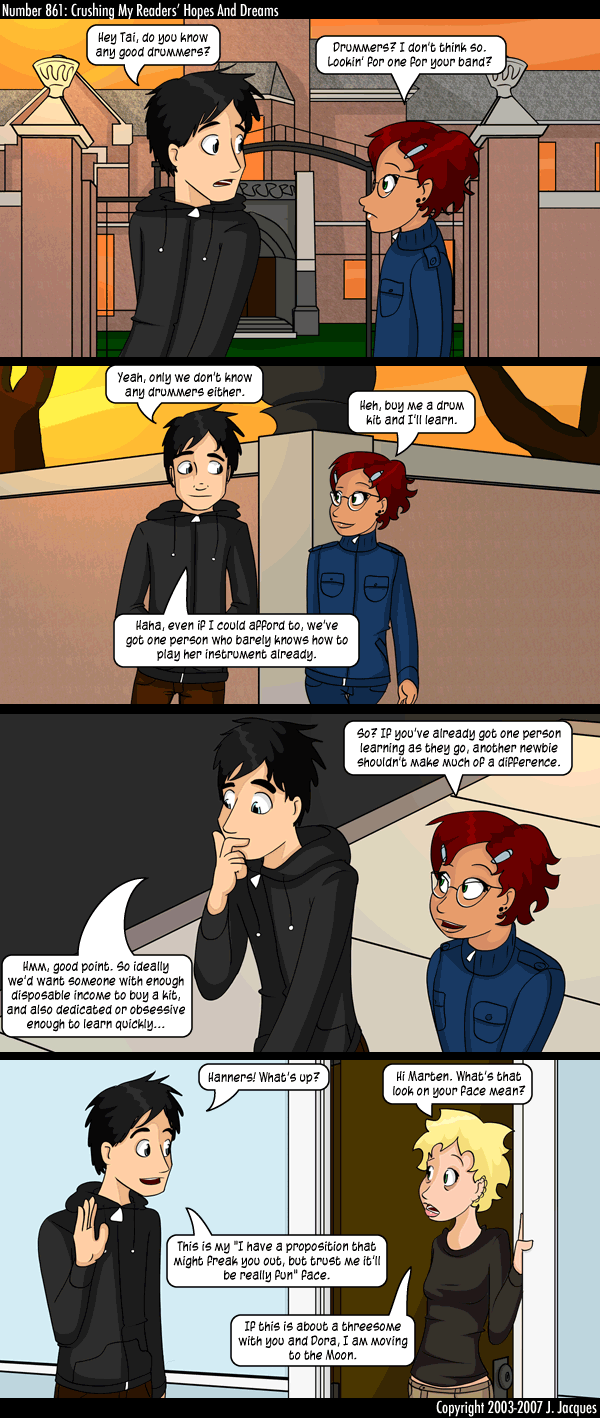 Number 861: Crushing My Readers' Hopes And Dreams
Hey Tai, do you know
any good drummers?
Drummers? I don't think so.
Lookin' for one for your band?
Yeah, only we don't know
any drummers either.
Heh, buy me a drum
kit and I'll learn.
Haha, even if I could afford to, we've
got one person who barely knows how to
play her instrument already.
So? If you've already got one person
learning as they go, another newbie
shouldn't make much of a difference.
Hmm, good point. So ideally
we'd want someone with enough
disposable income to buy a kit,
and also dedicated or obsessive
enough to learn quickly...
Hanners! What's up?
Hi Marten. What's that
look on your face mean?
This is my "I have a proposition that
might freak you out, but trust me it'll
be really fun" face.
If this is about a threesome
with you and Dora, I am moving
to the Moon.
Copyright 2003-2007 J. Jacques